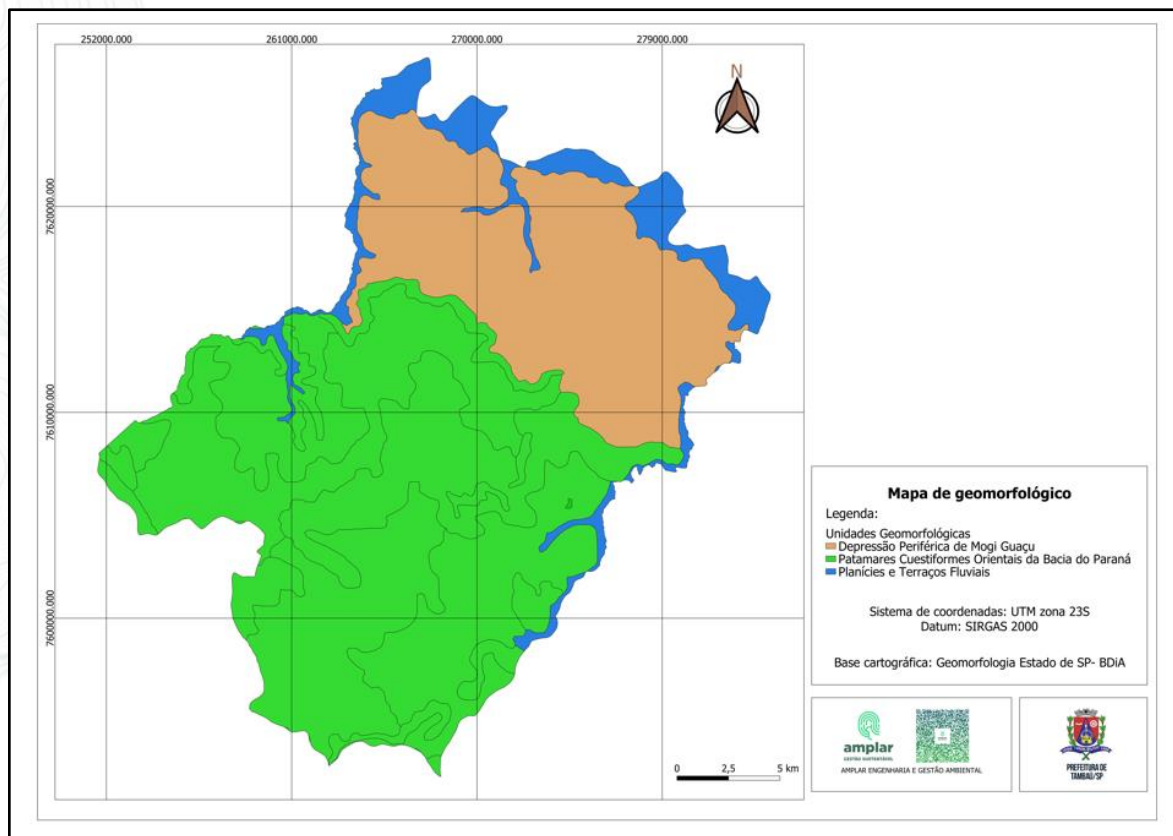 252000.000
261000.000
270000.000
279000.000
N
7620000.000
7610000.000
7600000.000
0
2,5
5 km
Mapa de geomorfológico
Legenda:
Unidades Geomorfológicas
Depressão Periférica de Mogi Guaçu
Patamares Cuestiformes Orientais da Bacia do Paraná
Planícies e Terraços Fluviais
Sistema de coordenadas: UTM zona 23S
Datum: SIRGAS 2000
Base cartográfica: Geomorfologia Estado de SP- BDiA
amplar
GESTÃO SUSTENTÁVEL
AMPLAR ENGENHARIA E GESTÃO AMBIENTAL
PREFEITURA DE
TAMBAÚ/SP